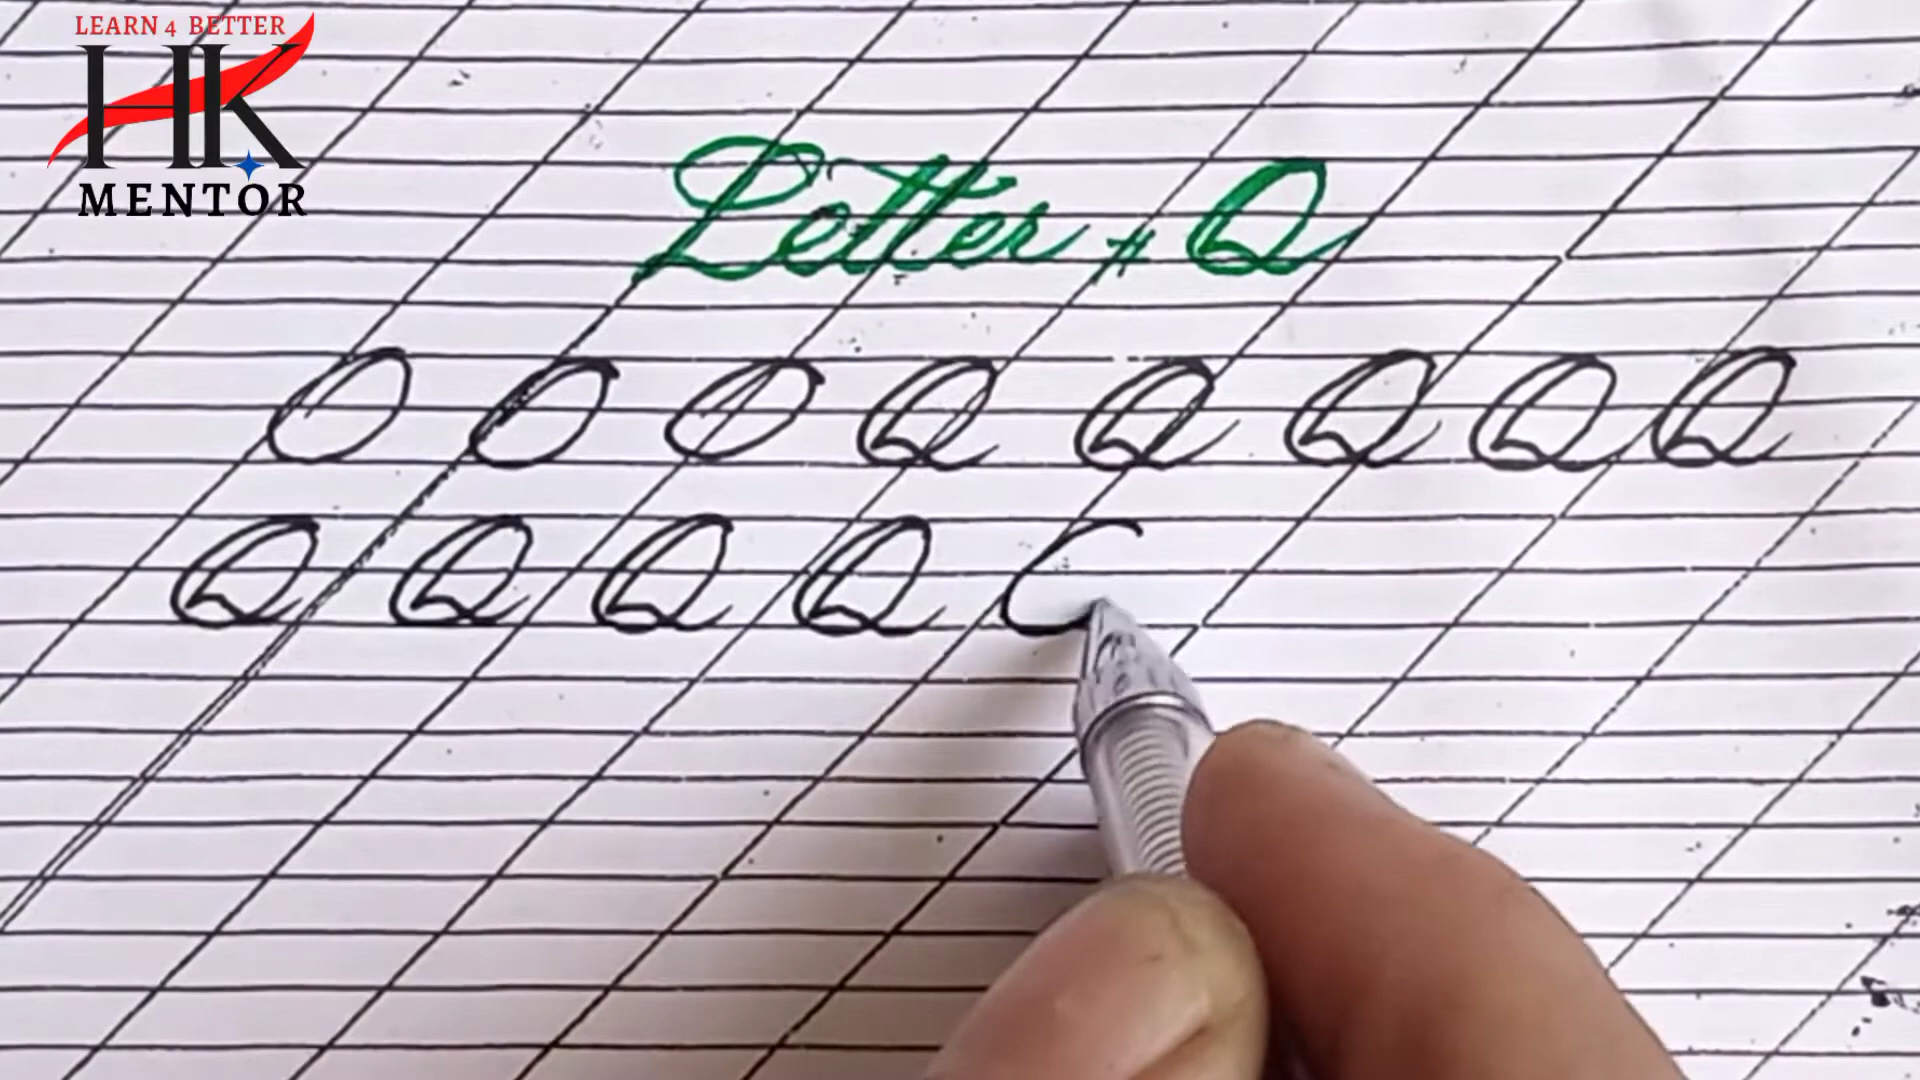 LEARN 4 BETTER
HK
MENTOR
Letter # Q
O O O Q Q Q Q Q
Q Q Q Q C